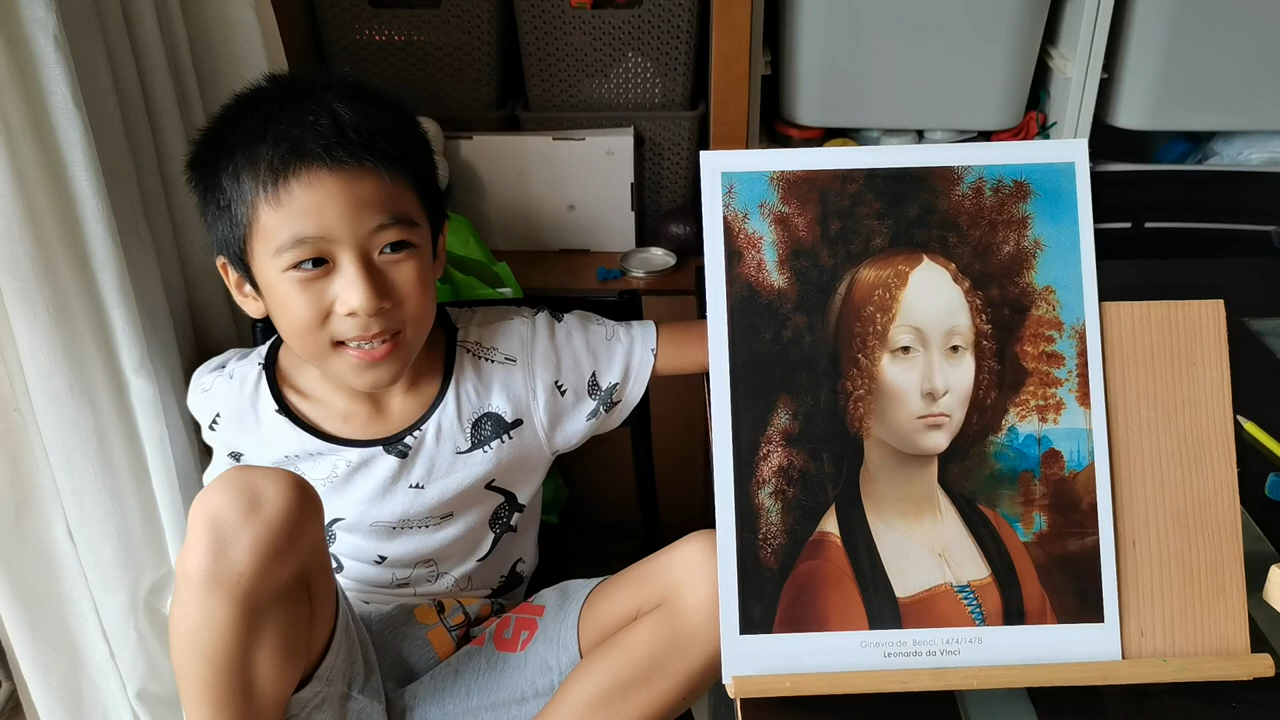 Ginevra de' Benci, 1474/1478
Leonardo da Vinci